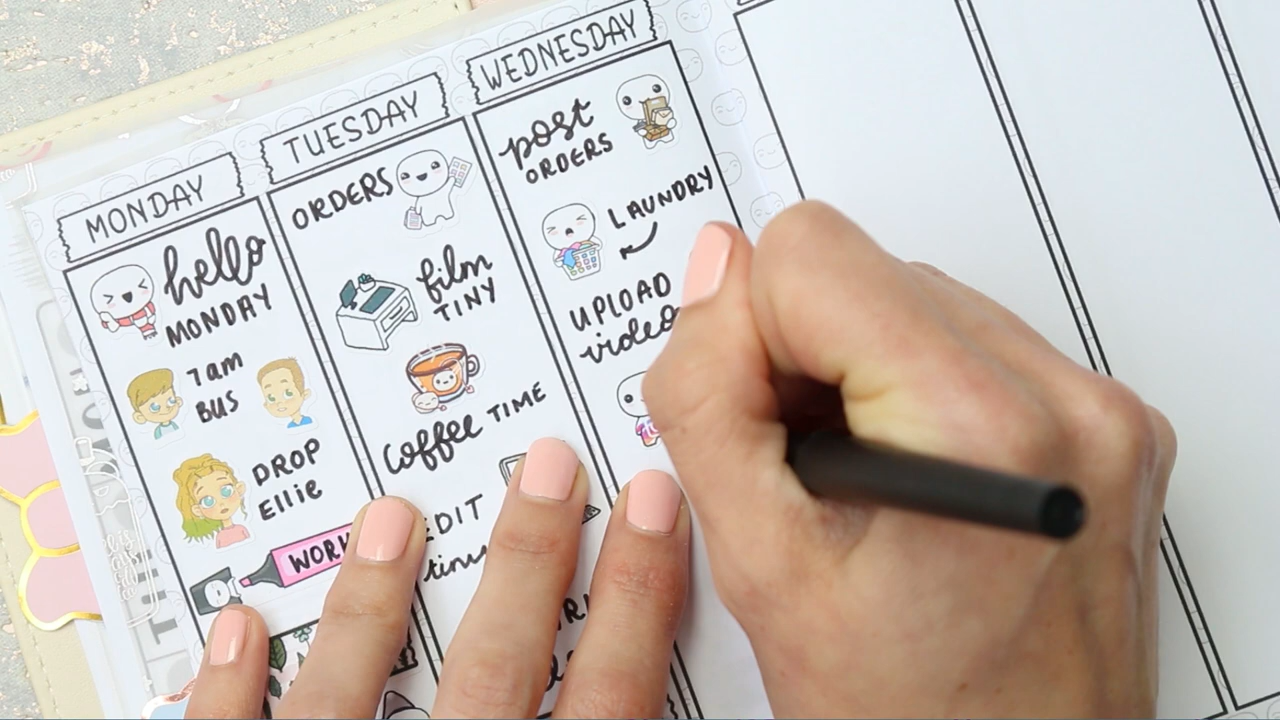 MONDAY
hello
MONDAY
7am
BUS
DROP
Ellie
WORK
TUESDAY
ORDERS
film
TINY
coffee TIME
EDIT
WEDNESDAY
post
ORDERS
LAUNDRY
UPLOAD
video